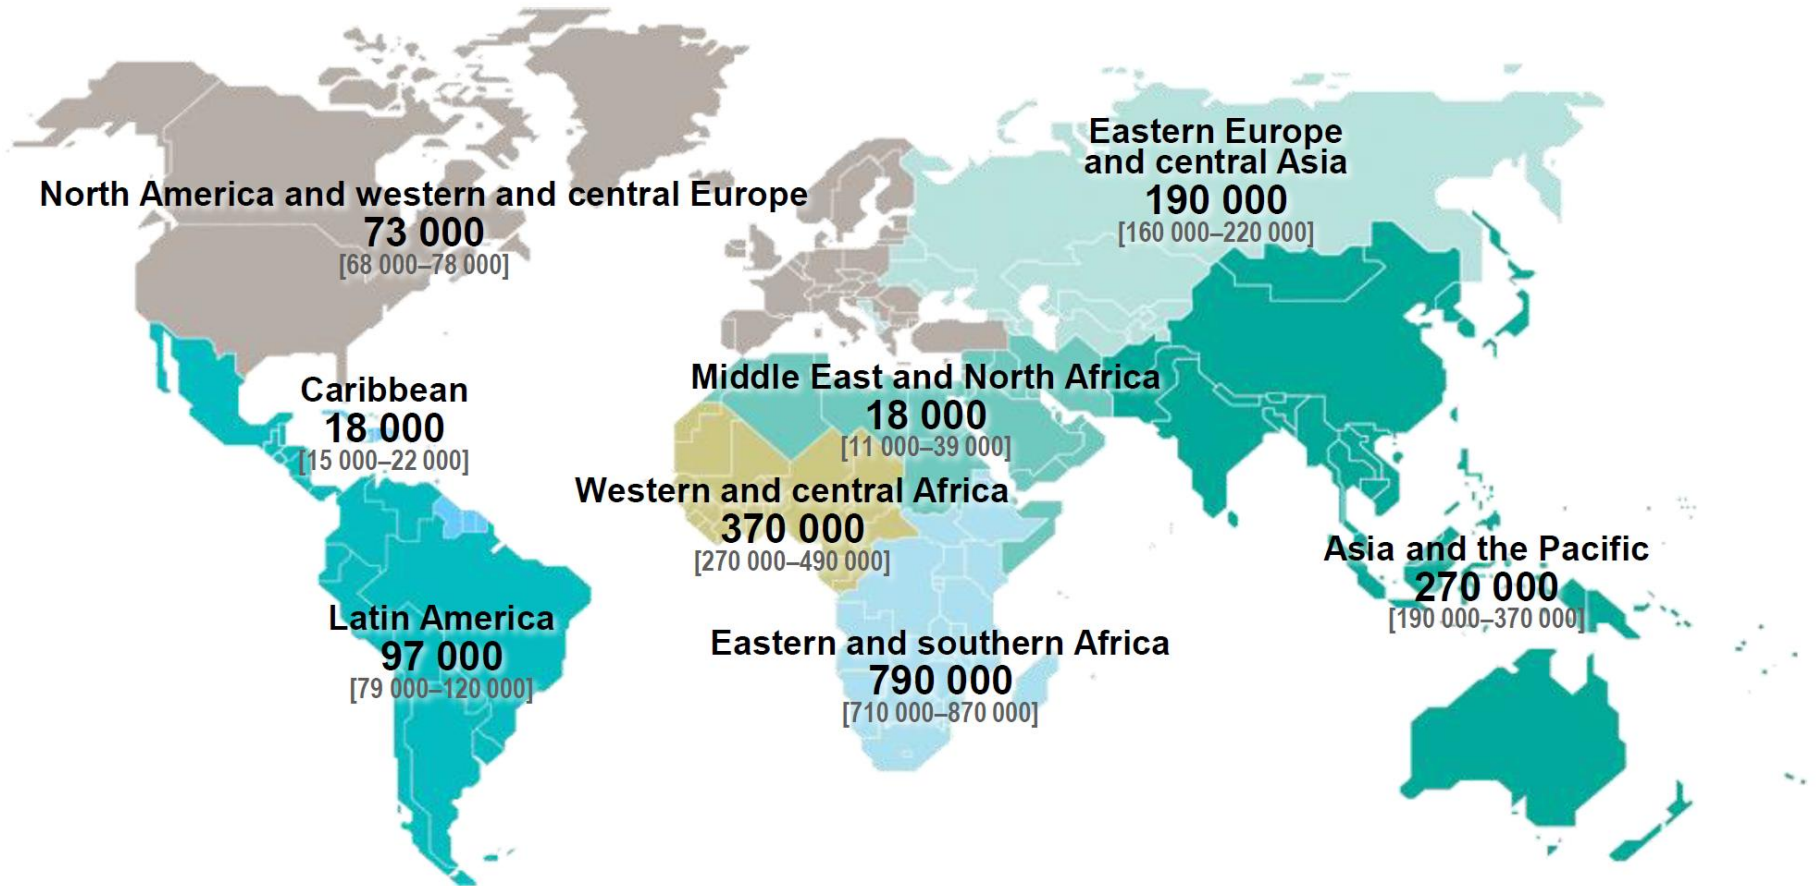 Eastern Europe
and central Asia
190 000
[160 000–220 000]
North America and western and central Europe
73 000
[68 000–78 000]
Middle East and North Africa
18 000
[11 000–39 000]
Caribbean
18 000
[15 000–22 000]
Western and central Africa
370 000
[270 000–490 000]
Asia and the Pacific
270 000
[190 000–370 000]
Latin America
97 000
[79 000–120 000]
Eastern and southern Africa
790 000
[710 000–870 000]